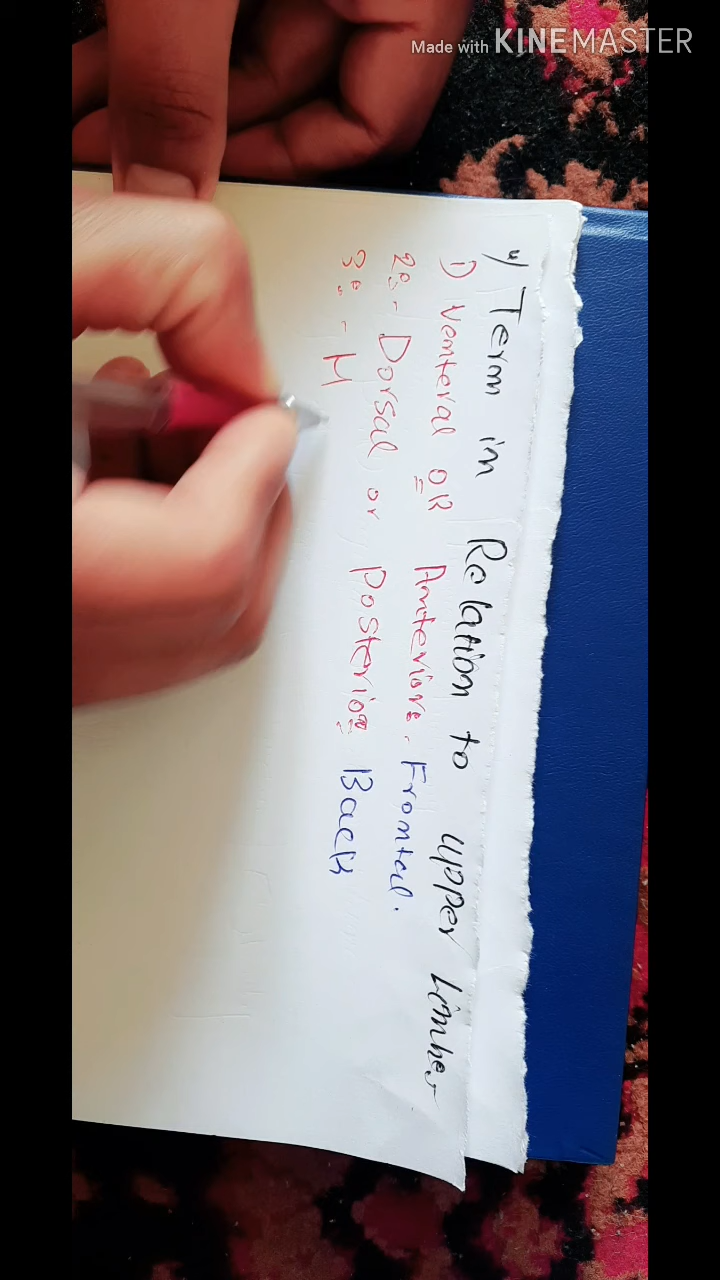 Made with KINEMASTER
4) Term in Relation to upper Limbe
1) Venteral OR Anteriore. Frontal.
2:- Dorsal or Posterior Back
3:- M